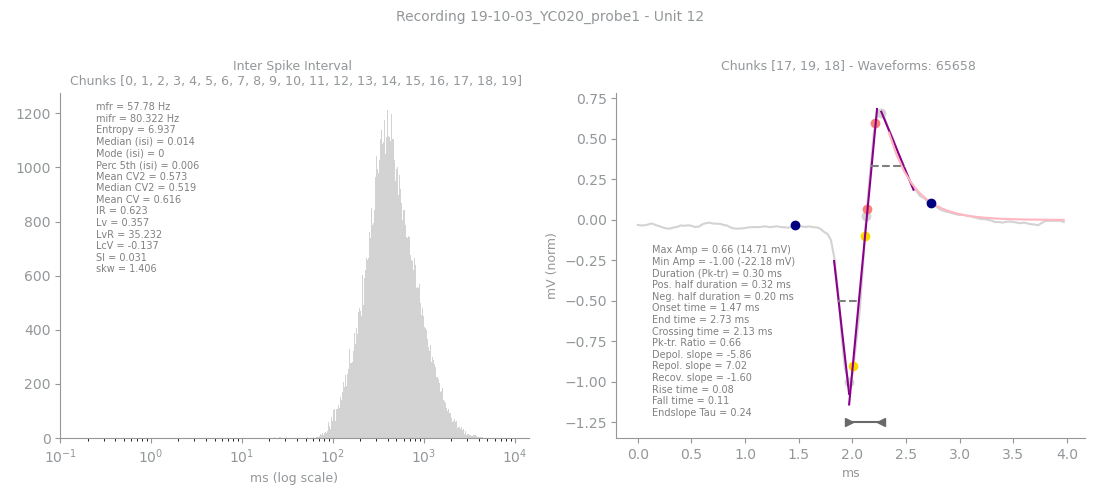 Recording 19-10-03_YC020_probe1 - Unit 12
Inter Spike Interval
Chunks [0, 1, 2, 3, 4, 5, 6, 7, 8, 9, 10, 11, 12, 13, 14, 15, 16, 17, 18, 19]
mfr = 57.78 Hz
mifr = 80.322 Hz
Entropy = 6.937
Median (isi) = 0.014
Mode (isi) = 0
Perc 5th (isi) = 0.006
Mean CV2 = 0.573
Median CV2 = 0.519
Mean CV = 0.616
IR = 0.623
Lv = 0.357
LvR = 35.232
LcV = -0.137
SI = 0.031
skw = 1.406
1200
1000
800
600
400
200
0
10⁻¹ 10⁰ 10¹ 10² 10³ 10⁴
ms (log scale)
Chunks [17, 19, 18] - Waveforms: 65658
mV (norm)
0.75
0.50
0.25
0.00
−0.25
−0.50
−0.75
−1.00
−1.25
Max Amp = 0.66 (14.71 mV)
Min Amp = -1.00 (-22.18 mV)
Duration (Pk-tr) = 0.30 ms
Pos. half duration = 0.32 ms
Neg. half duration = 0.20 ms
Onset time = 1.47 ms
End time = 2.73 ms
Crossing time = 2.13 ms
Pk-tr. Ratio = 0.66
Depol. slope = -5.86
Repol. slope = 7.02
Recov. slope = -1.60
Rise time = 0.08
Fall time = 0.11
Endslope Tau = 0.24
0.0 0.5 1.0 1.5 2.0 2.5 3.0 3.5 4.0
ms